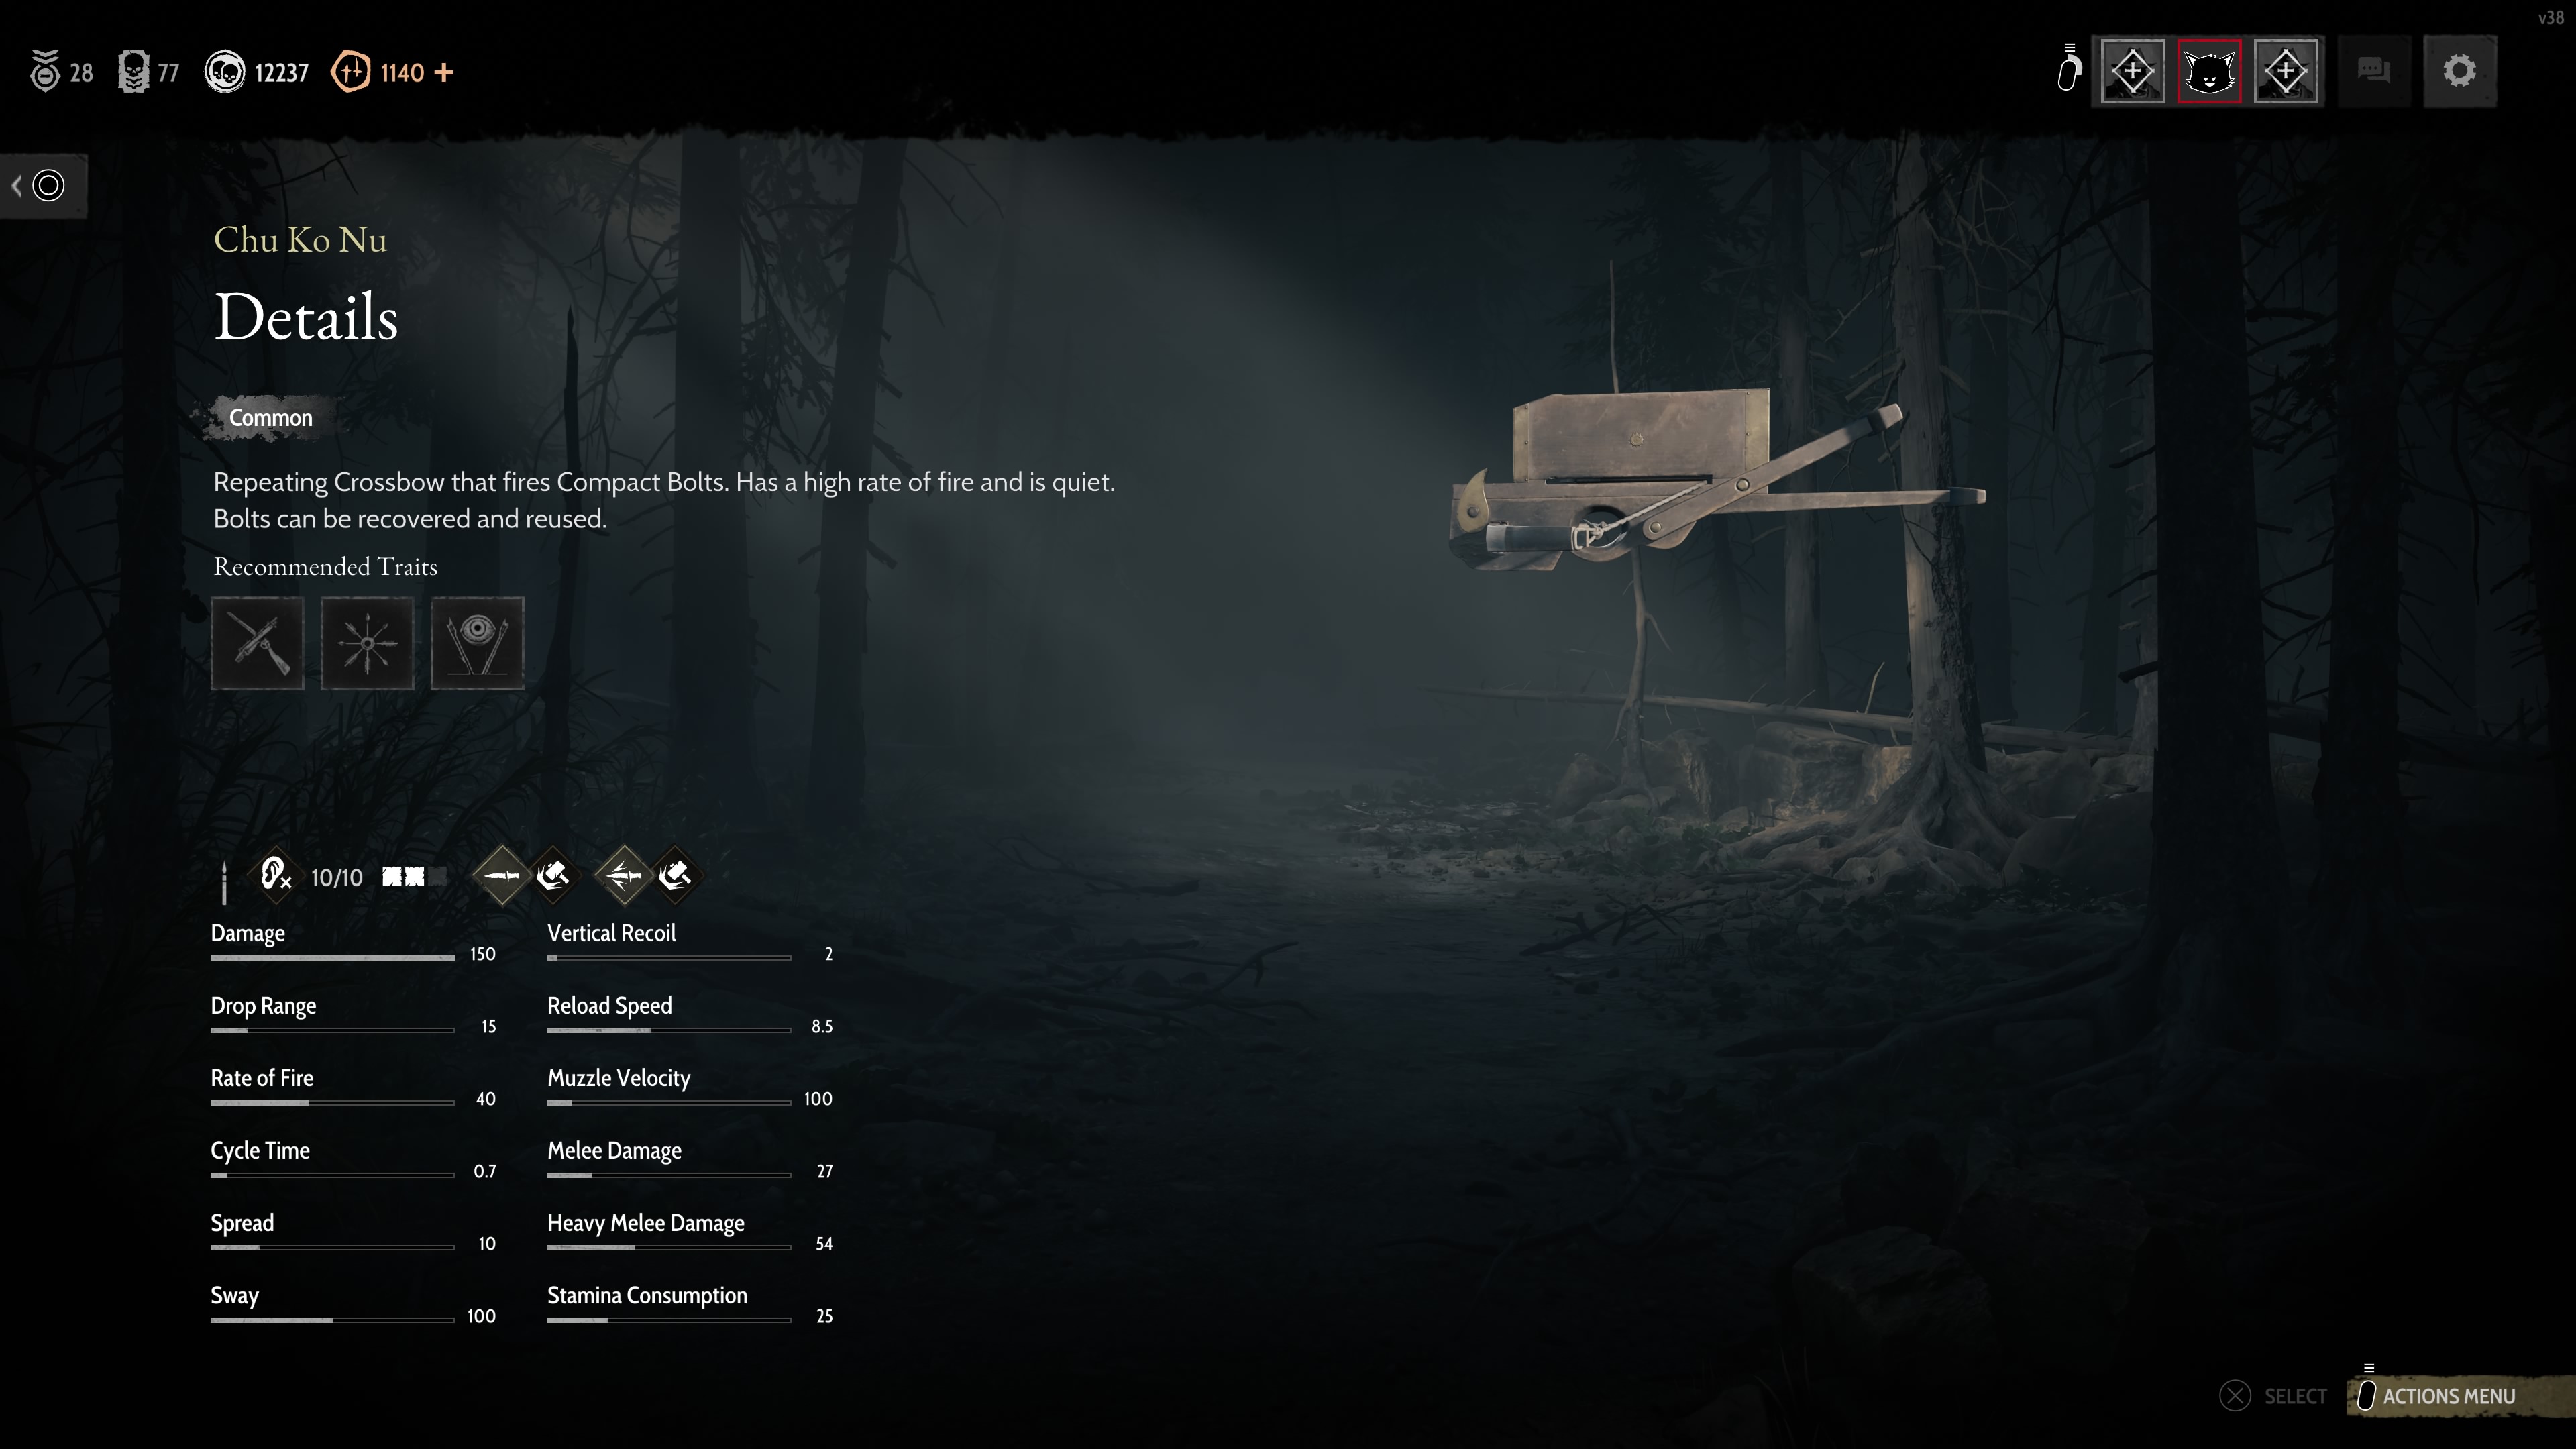 v38
28 77 12237 1140 +
Chu Ko Nu
Details
Common
Repeating Crossbow that fires Compact Bolts. Has a high rate of fire and is quiet.
Bolts can be recovered and reused.
Recommended Traits
10/10
Damage 150
Vertical Recoil 2
Drop Range 15
Reload Speed 8.5
Rate of Fire 40
Muzzle Velocity 100
Cycle Time 0.7
Melee Damage 27
Spread 10
Heavy Melee Damage 54
Sway 100
Stamina Consumption 25
SELECT ACTIONS MENU